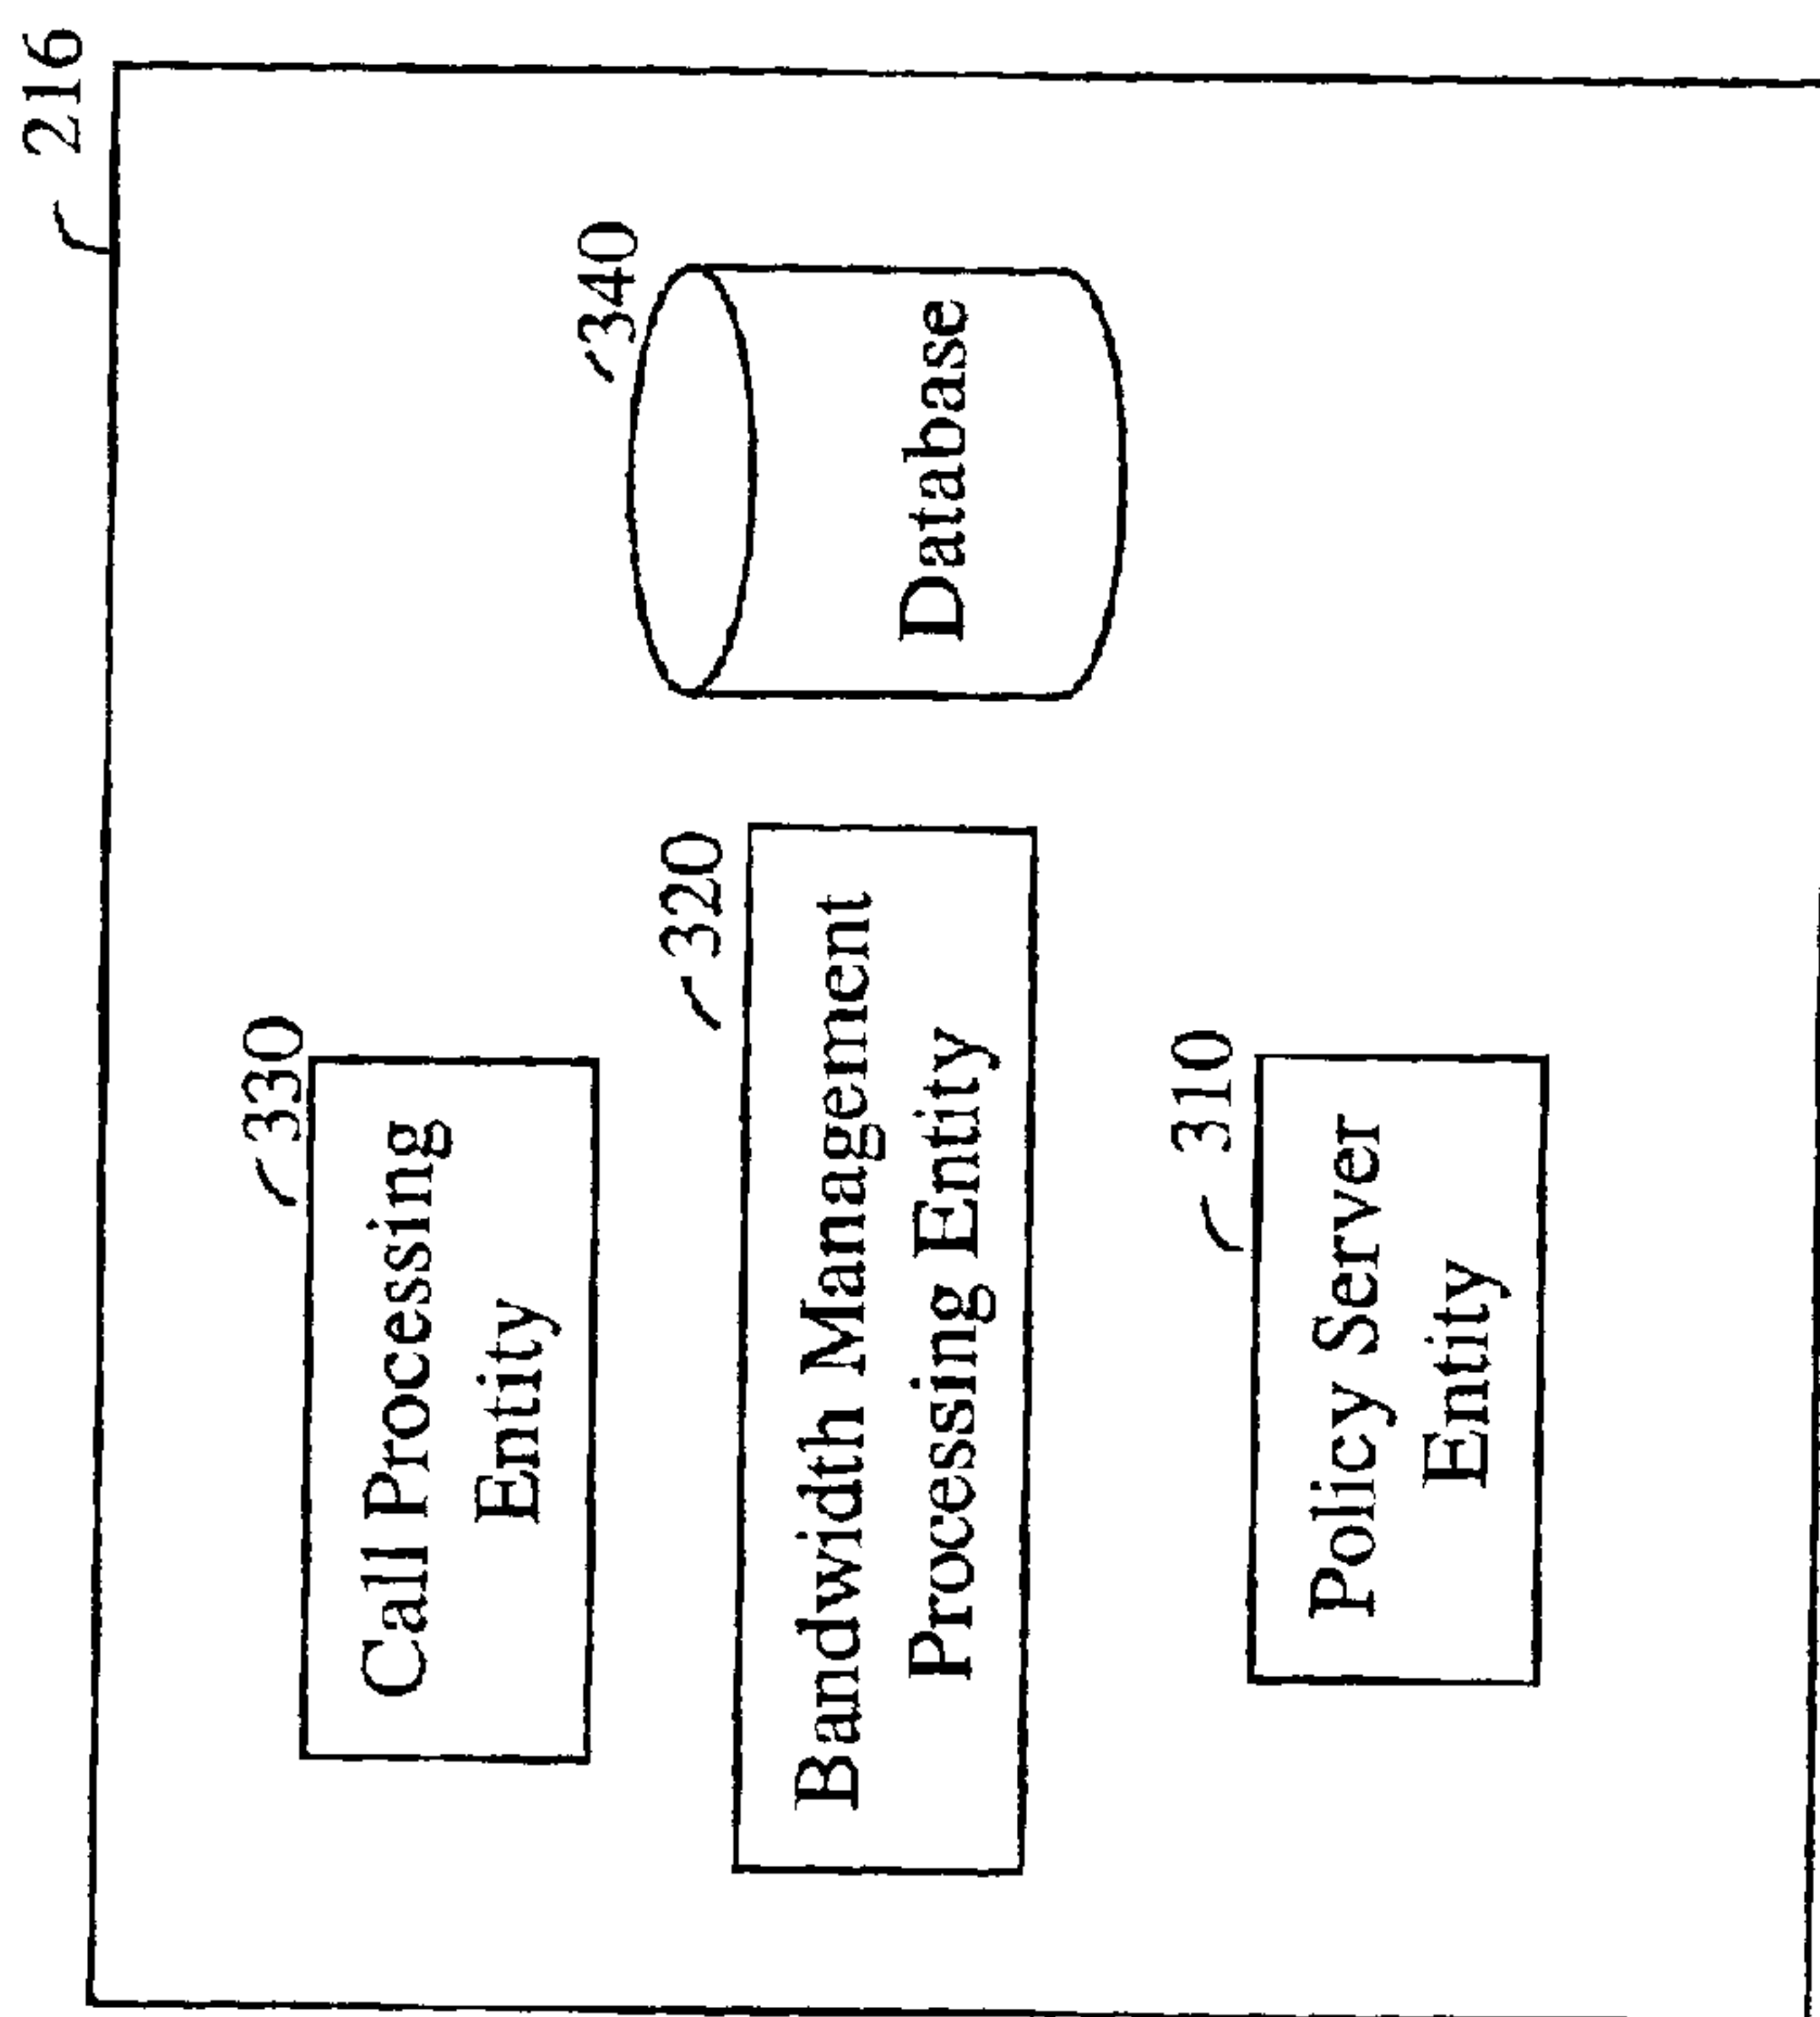 216
330
Call Processing
Entity
320
Bandwidth Management
Processing Entity
340
Database
310
Policy Server
Entity